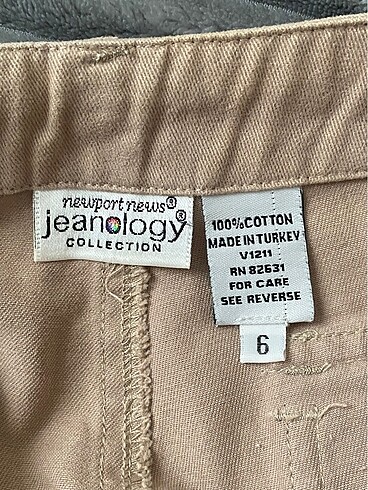 newport news®
jeanology®
COLLECTION
100% COTTON
MADE IN TURKEY
V1211
RN 82631
FOR CARE
SEE REVERSE
6